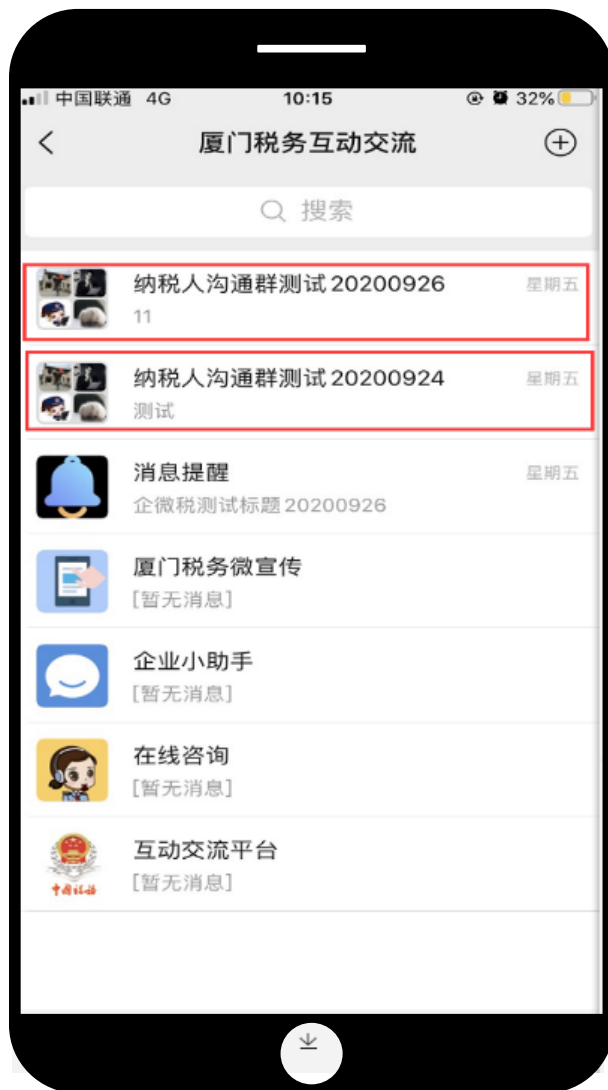 中国联通 4G 10:15 32%
厦门税务互动交流
搜索
纳税人沟通群测试20200926 星期五
11
纳税人沟通群测试20200924 星期五
测试
消息提醒 星期五
企微税测试标题20200926
厦门税务微宣传
[暂无消息]
企业小助手
[暂无消息]
在线咨询
[暂无消息]
互动交流平台
[暂无消息]
中国税务